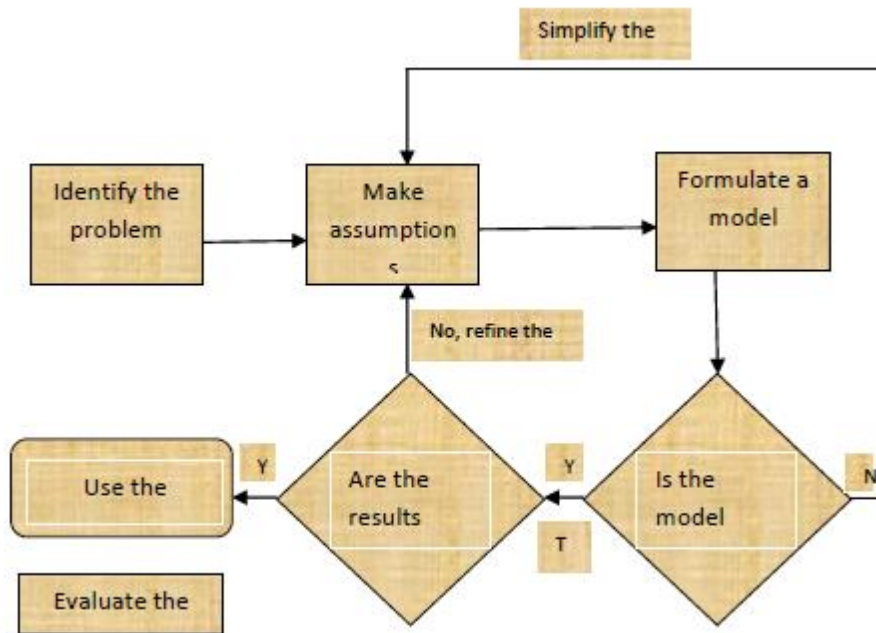 Simplify the
Identify the
problem
Make
assumption
s
Formulate a
model
No, refine the
Use the
Y
Are the
results
Y
T
Is the
model
N
Evaluate the